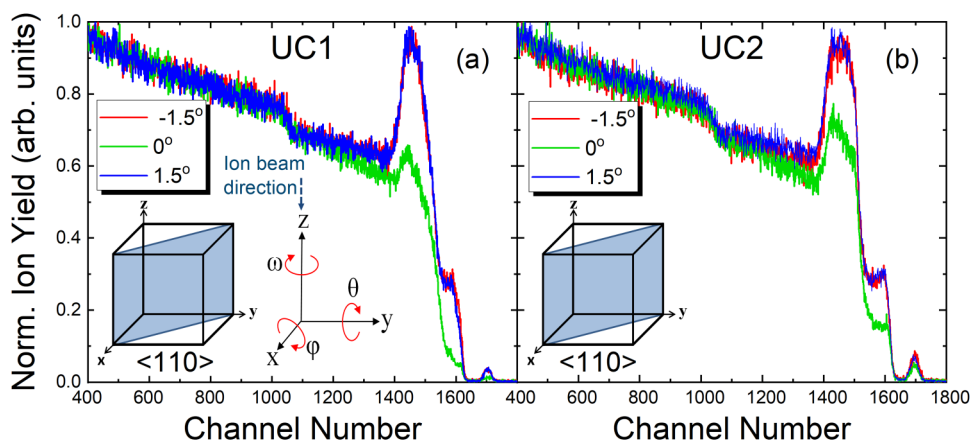 Norm. Ion Yield (arb. units)
1.0
0.8
0.6
0.4
0.2
0.0
UC1
(a)
-1.5°
0°
1.5°
Ion beam
direction
z
y
x
<110>
z
ω
θ
y
x
φ
400 600 800 1000 1200 1400 1600
Channel Number
UC2
(b)
-1.5°
0°
1.5°
z
y
x
<110>
400 600 800 1000 1200 1400 1600 1800
Channel Number